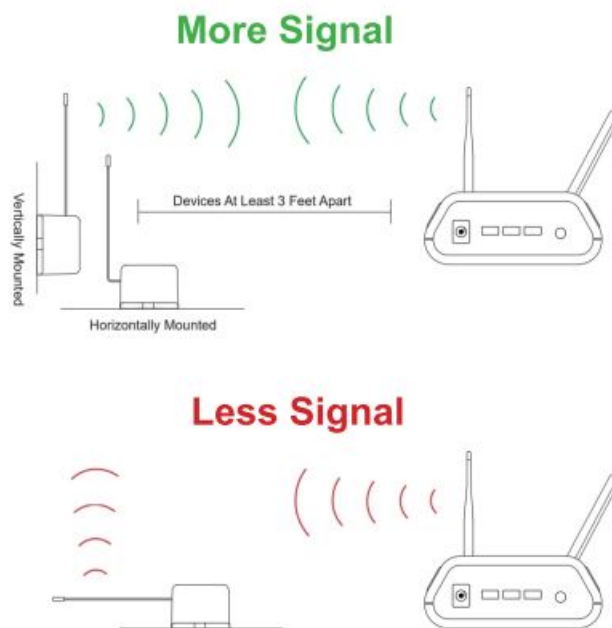 More Signal
Devices At Least 3 Feet Apart
Vertically Mounted
Horizontally Mounted
Less Signal